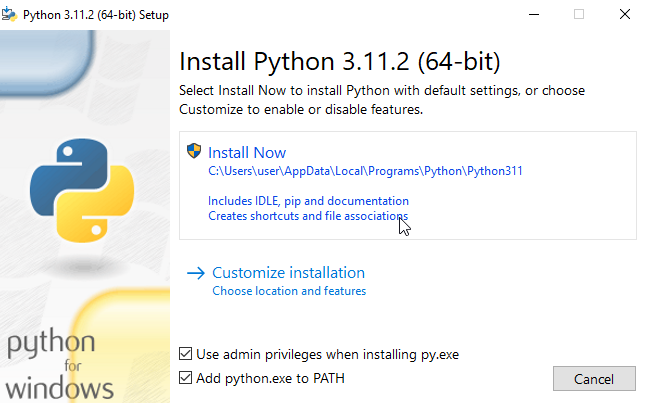 Python 3.11.2 (64-bit) Setup
Install Python 3.11.2 (64-bit)
Select Install Now to install Python with default settings, or choose
Customize to enable or disable features.
Install Now
C:\Users\user\AppData\Local\Programs\Python\Python311
Includes IDLE, pip and documentation
Creates shortcuts and file associations
Customize installation
Choose location and features
python
for
windows
Use admin privileges when installing py.exe
Add python.exe to PATH
Cancel